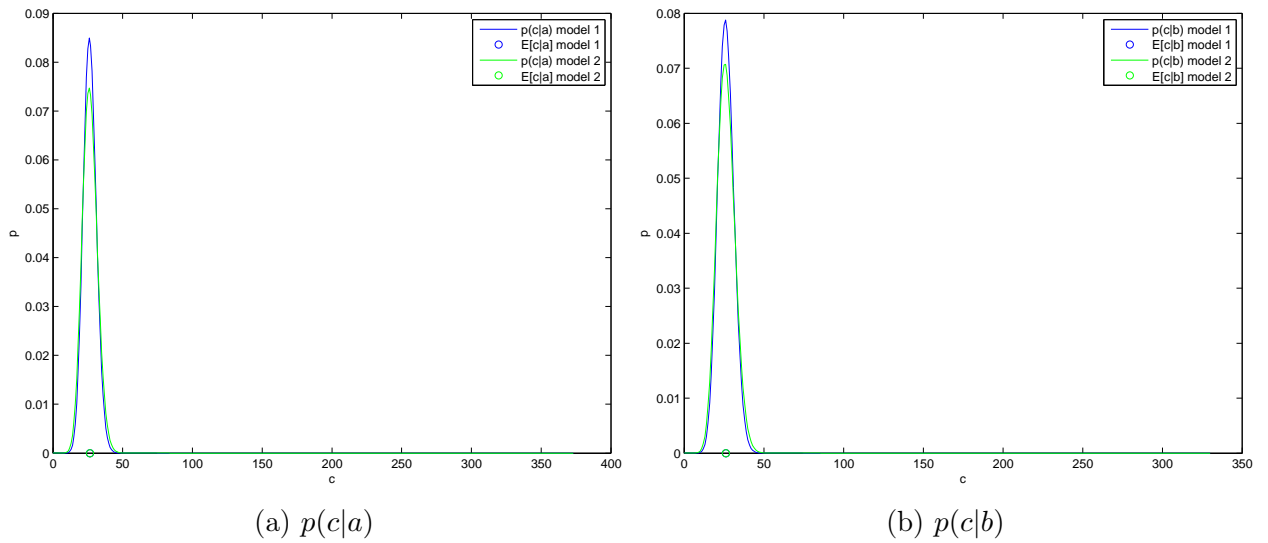 0.09
0.08
0.07
0.06
0.05
0.04
0.03
0.02
0.01
0
p
0 50 100 150 200 250 300 350 400
c
p(c|a) model 1
E[c|a] model 1
p(c|a) model 2
E[c|a] model 2
(a) p(c|a)
0.08
0.07
0.06
0.05
0.04
0.03
0.02
0.01
0
p
0 50 100 150 200 250 300 350
c
p(c|b) model 1
E[c|b] model 1
p(c|b) model 2
E[c|b] model 2
(b) p(c|b)